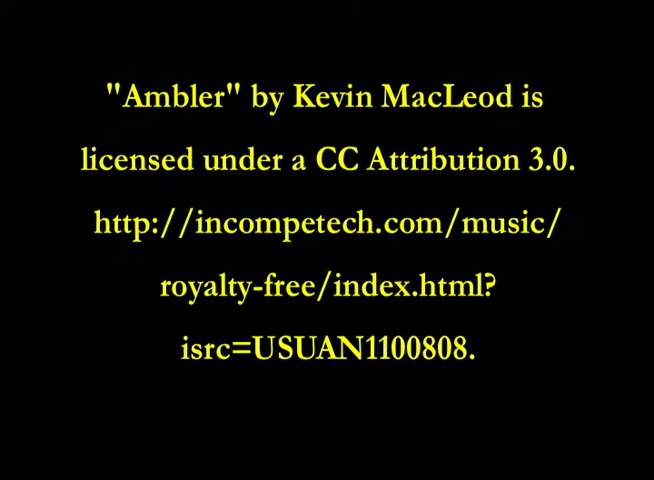 "Ambler" by Kevin MacLeod is
licensed under a CC Attribution 3.0.
http://incompetech.com/music/
royalty-free/index.html?
isrc=USUAN1100808.